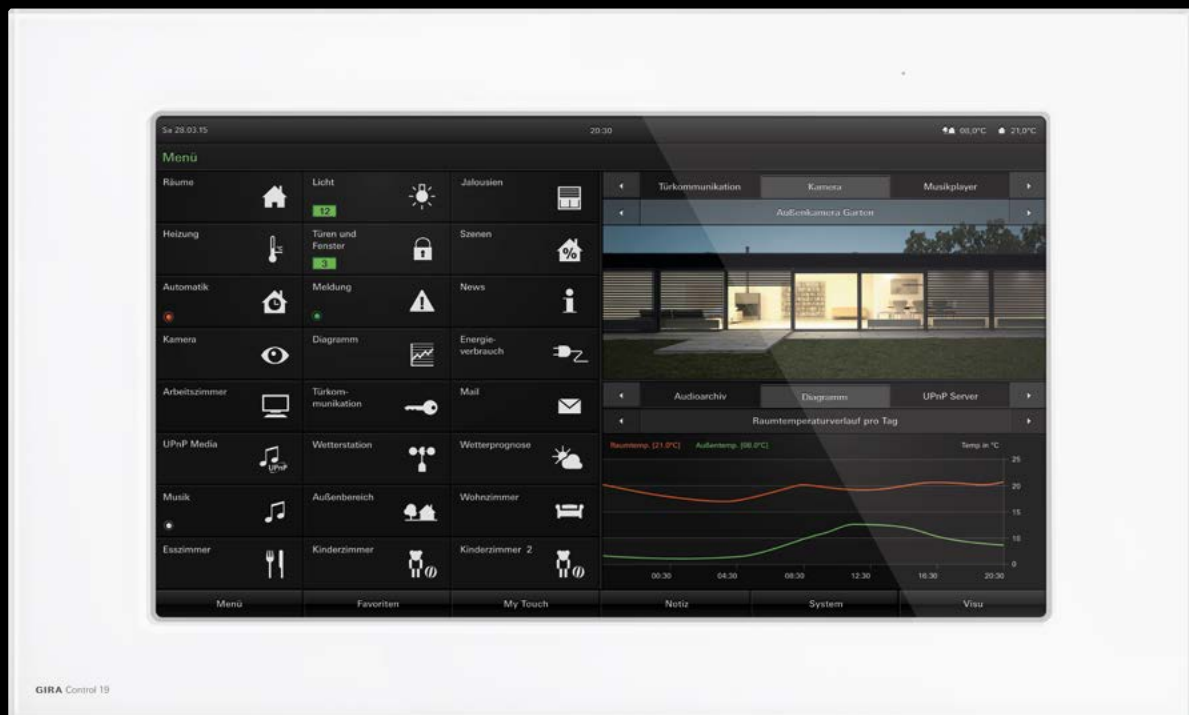 Sa 28.03.15
20:30
08,0°C
21,0°C
Menü
Räume
Licht
12
Jalousien
Heizung
Türen und
Fenster
3
Szenen
%
Automatik
Meldung
News
Kamera
Diagramm
Energie-
verbrauch
Arbeitszimmer
Türkom-
munikation
Mail
UPnP Media
UPnP
Wetterstation
Wetterprognose
Musik
Außenbereich
Wohnzimmer
Esszimmer
Kinderzimmer
Kinderzimmer 2
Türkommunikation
Kamera
Musikplayer
Außenkamera Garten
Audioarchiv
Diagramm
UPnP Server
Raumtemperaturverlauf pro Tag
Raumtemp. [21.0°C]
Außentemp. [08.0°C]
Temp. in °C
25
20
15
10
0
00:30
04:30
08:30
12:30
16:30
20:30
Menü
Favoriten
My Touch
Notiz
System
Visu
GIRA Control 19